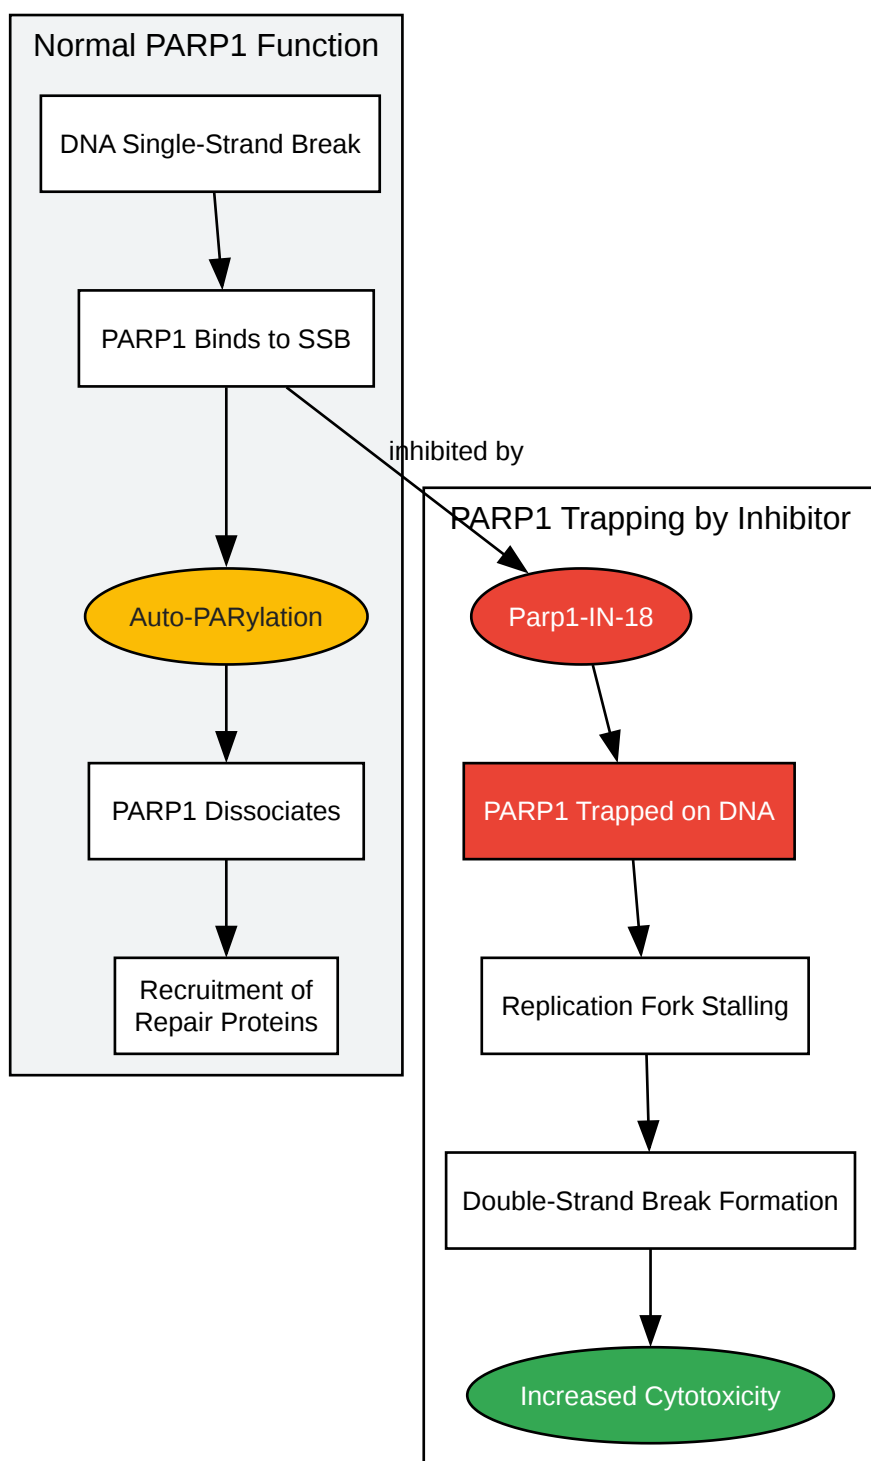 Normal PARP1 Function
DNA Single-Strand Break
PARP1 Binds to SSB
inhibited by
Auto-PARylation
PARP1 Dissociates
Recruitment of
Repair Proteins
PARP1 Trapping by Inhibitor
Parp1-IN-18
PARP1 Trapped on DNA
Replication Fork Stalling
Double-Strand Break Formation
Increased Cytotoxicity